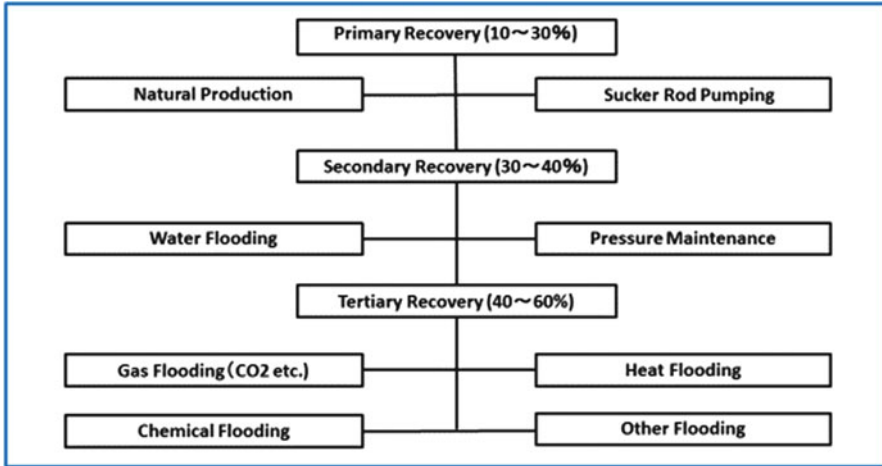 Primary Recovery (10～30%)
Natural Production
Sucker Rod Pumping
Secondary Recovery (30～40%)
Water Flooding
Pressure Maintenance
Tertiary Recovery (40～60%)
Gas Flooding（CO2 etc.)
Heat Flooding
Chemical Flooding
Other Flooding